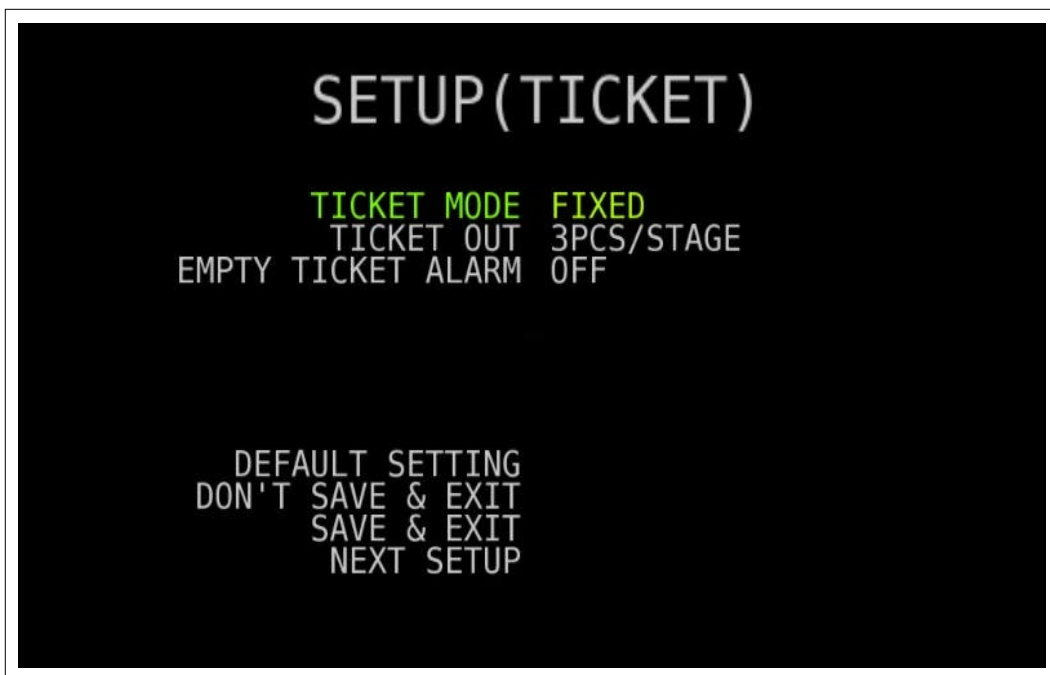 SETUP(TICKET)
TICKET MODE FIXED
TICKET OUT 3PCS/STAGE
EMPTY TICKET ALARM OFF
DEFAULT SETTING
DON'T SAVE & EXIT
SAVE & EXIT
NEXT SETUP